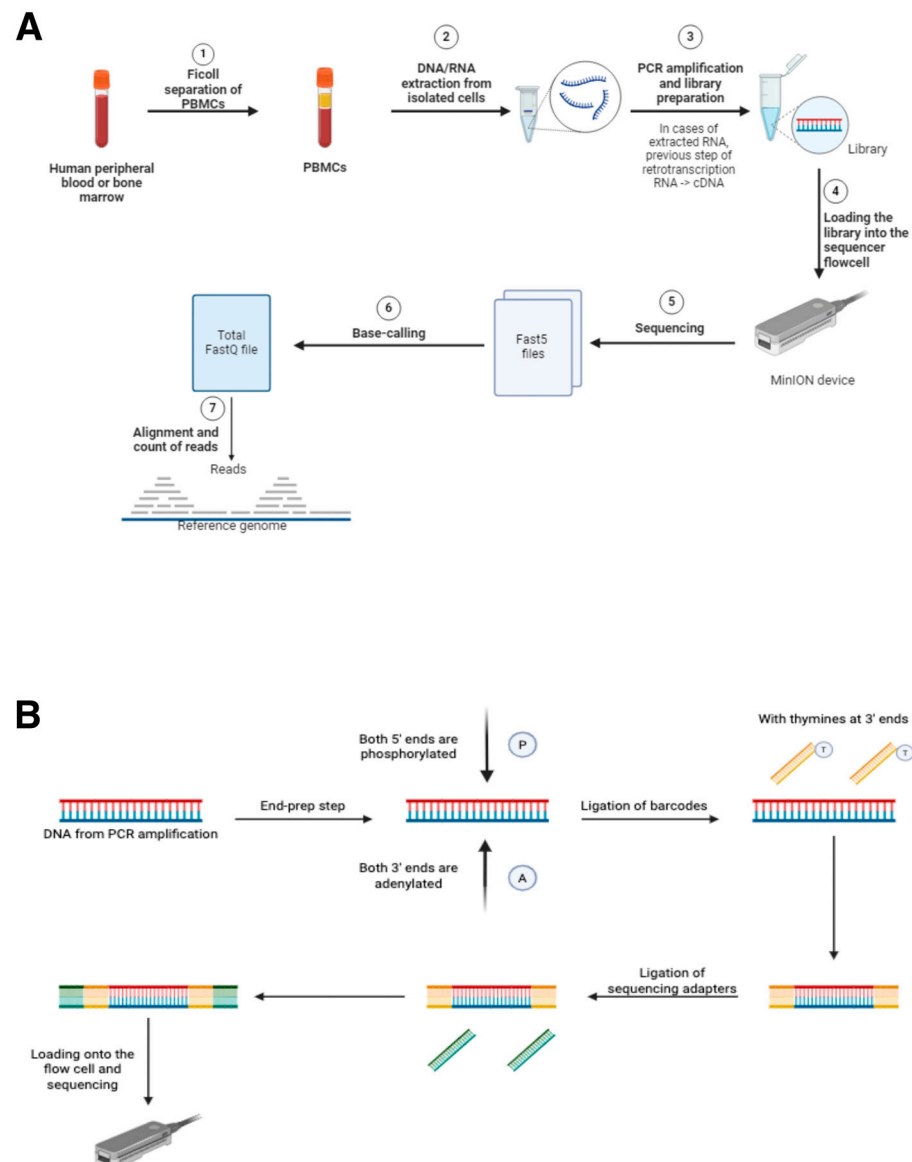 A
1
Ficoll
separation of
PBMCs
Human peripheral
blood or bone
marrow
PBMCs
2
DNA/RNA
extraction from
isolated cells
3
PCR amplification
and library
preparation
In cases of
extracted RNA,
previous step of
retrotranscription
RNA -> cDNA
Library
4
Loading the
library into the
sequencer
flowcell
MinION device
5
Sequencing
Fast5
files
6
Base-calling
Total
FastQ file
7
Alignment and
count of reads
Reads
Reference genome
B
DNA from PCR amplification
End-prep step
Both 5' ends are
phosphorylated
P
Both 3' ends are
adenylated
A
Ligation of barcodes
With thymines at 3' ends
T
T
Ligation of
sequencing adapters
Loading onto the
flow cell and
sequencing